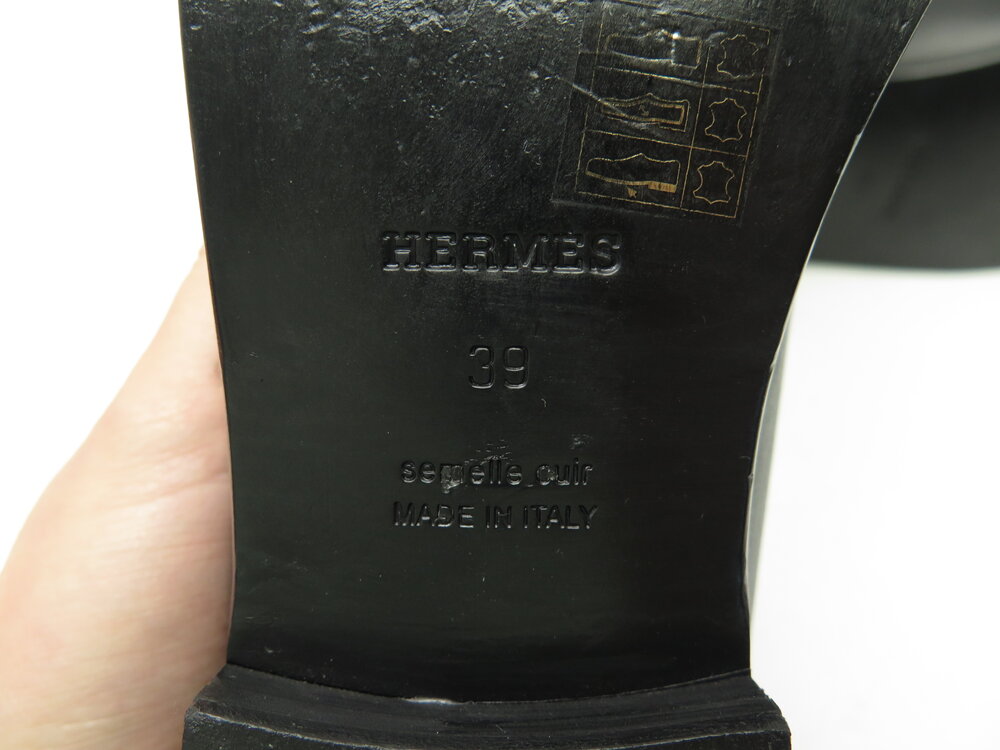 HERMES
39
semelle cuir
MADE IN ITALY